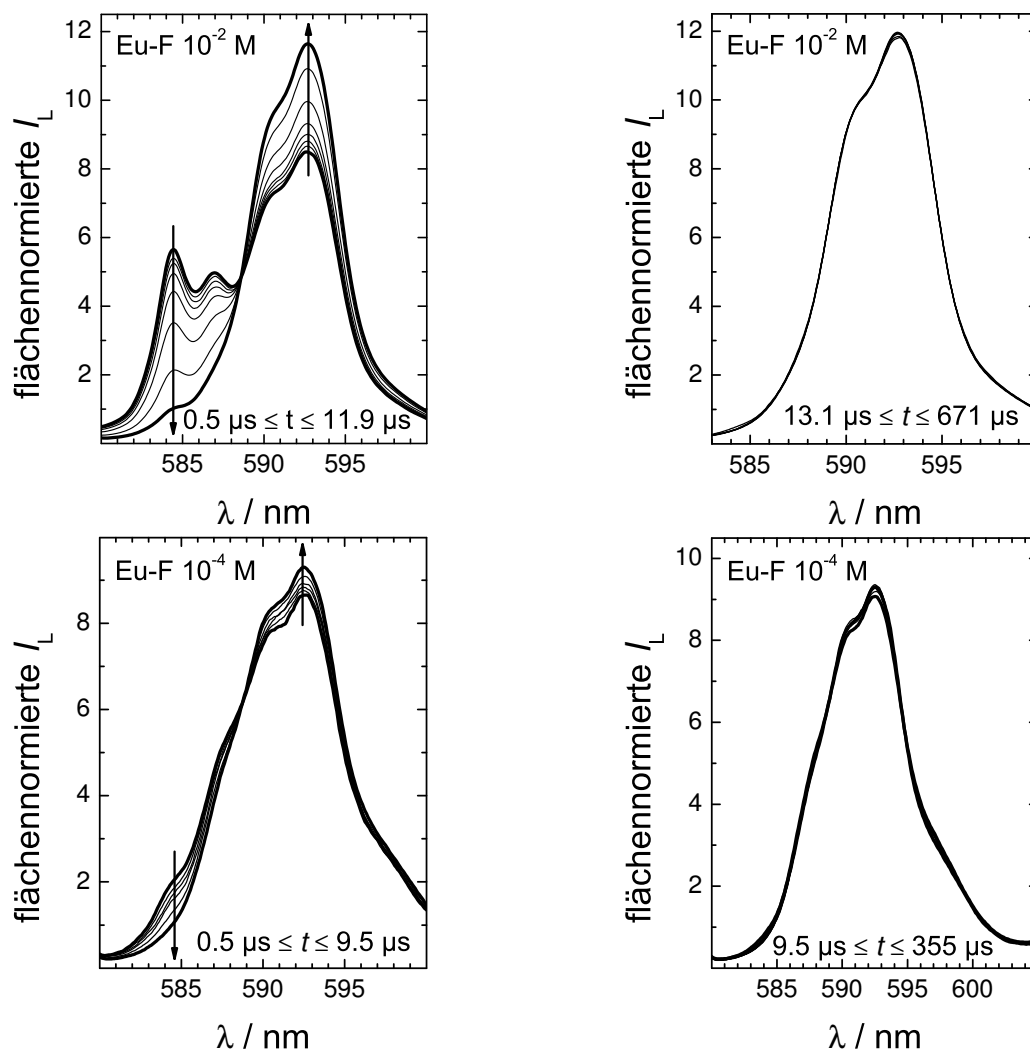 Eu-F 10⁻² M
flächennormierte I_L
12
10
8
6
4
2
0.5 µs ≤ t ≤ 11.9 µs
585 590 595
λ / nm
Eu-F 10⁻² M
flächennormierte I_L
12
10
8
6
4
2
13.1 µs ≤ t ≤ 671 µs
585 590 595
λ / nm
Eu-F 10⁻⁴ M
flächennormierte I_L
8
6
4
2
0.5 µs ≤ t ≤ 9.5 µs
585 590 595
λ / nm
Eu-F 10⁻⁴ M
flächennormierte I_L
10
8
6
4
2
9.5 µs ≤ t ≤ 355 µs
585 590 595 600
λ / nm